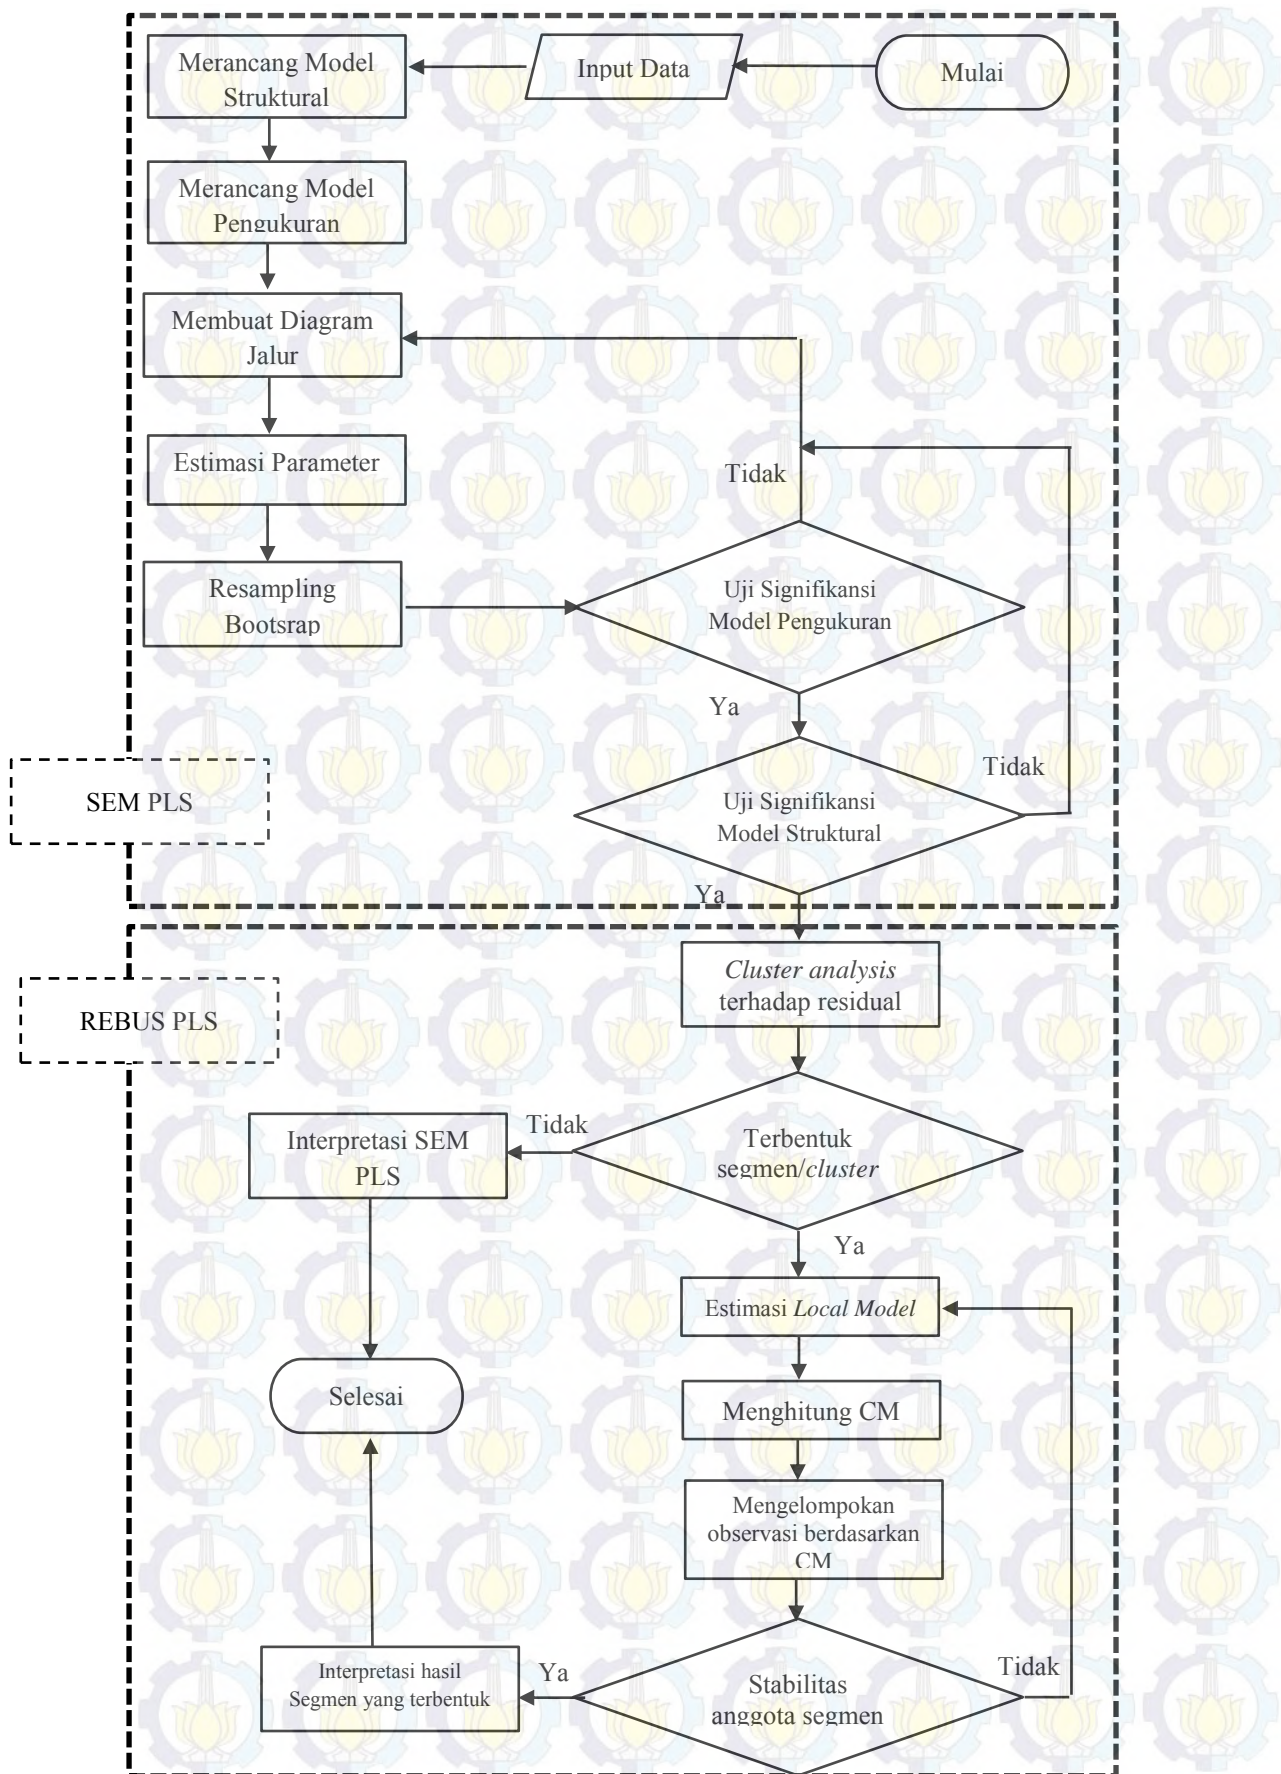 Mulai
Input Data
Merancang Model
Struktural
Merancang Model
Pengukuran
Membuat Diagram
Jalur
Estimasi Parameter
Resampling
Bootsrap
Tidak
Uji Signifikansi
Model Pengukuran
Ya
Uji Signifikansi
Model Struktural
Tidak
Ya
SEM PLS
REBUS PLS
Cluster analysis
terhadap residual
Terbentuk
segmen/cluster
Tidak
Interpretasi SEM
PLS
Ya
Estimasi Local Model
Menghitung CM
Mengelompokan
observasi berdasarkan
CM
Stabilitas
anggota segmen
Tidak
Ya
Interpretasi hasil
Segmen yang terbentuk
Selesai